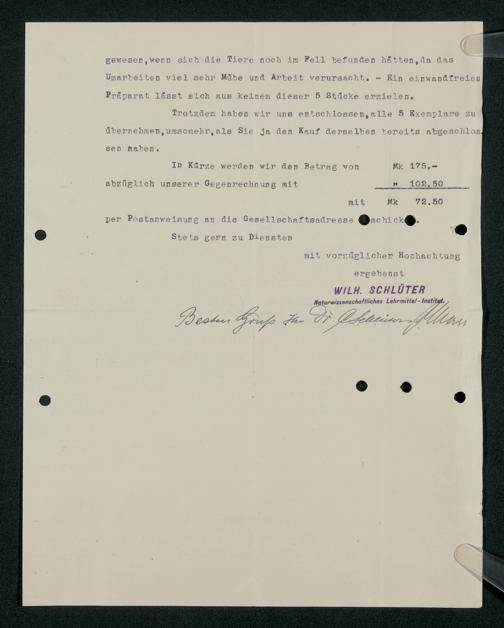 gewesen,wenn sich die Tiere noch im Fell befunden hätten,da das
Umarbeiten viel mehr Mühe und Arbeit verursacht. - Ein einwandfreies
Präparat lässt sich aus keinem dieser 5 Stücke erzielen.
Trotzdem haben wir uns entschlossen,alle 5 Exemplare zu
übernehmen,umsomehr,als Sie ja den Kauf derselben bereits abgeschlos
sen haben.
In Kürze werden wir den Betrag von Mk 175.-
abzüglich unserer Gegenrechnung mit " 102.50
mit Mk 72.50
per Postanweisung an die Gesellschaftsadresse schick .
Stets gern zu Diensten
mit vorzüglicher Hochachtung
ergebenst
WILH. SCHLÜTER
Naturwissenschaftliches Lehrmittel-Institut.
Besten Gruß Dr.